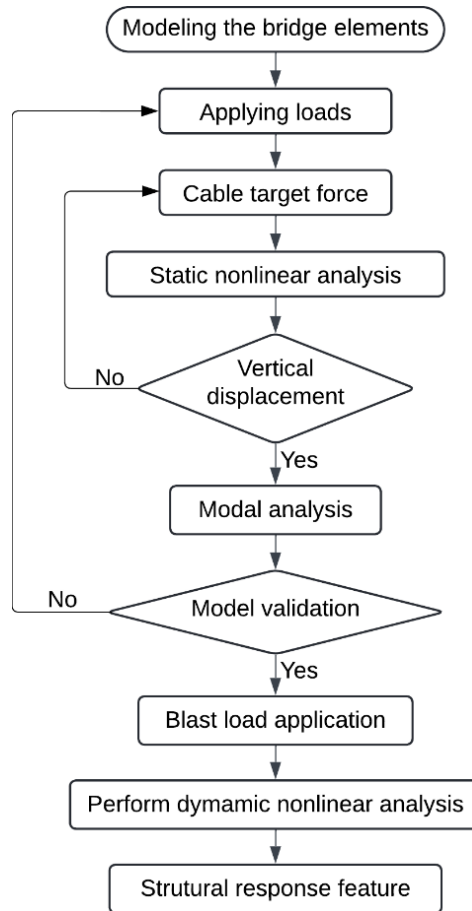 Modeling the bridge elements
Applying loads
Cable target force
Static nonlinear analysis
Vertical
displacement
No
Yes
Modal analysis
Model validation
No
Yes
Blast load application
Perform dymamic nonlinear analysis
Strutural response feature